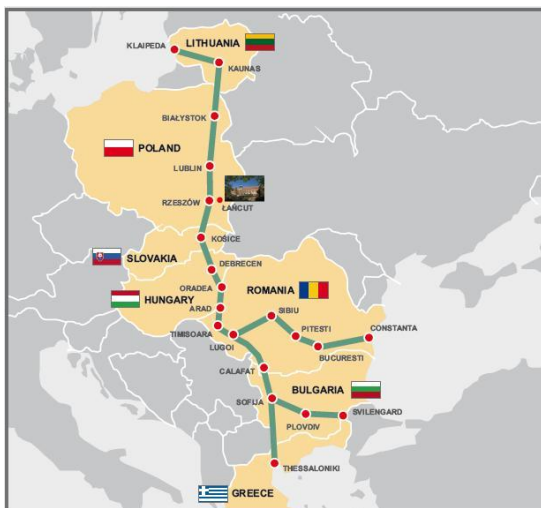 LITHUANIA
KLAIPEDA
KAUNAS
BIAŁYSTOK
POLAND
LUBLIN
RZESZÓW
ŁAŃCUT
KOŠICE
SLOVAKIA
DEBRECEN
ORADEA
ROMANIA
HUNGARY
ARAD
SIBIU
TIMISOARA
PITESTI
CONSTANTA
LUGOI
BUCURESTI
CALAFAT
BULGARIA
SOFIJA
SVILENGARD
PLOVDIV
THESSALONIKI
GREECE